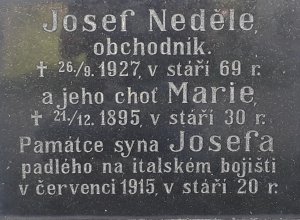 Josef Neděle,
obchodník.
† 26./9. 1927, v stáří 69 r.
a jeho choť Marie,
† 21./12. 1895 v stáří 30 r.
Památce syna Josefa
padlého na italském bojišti
v červenci 1915, v stáří 20 r.